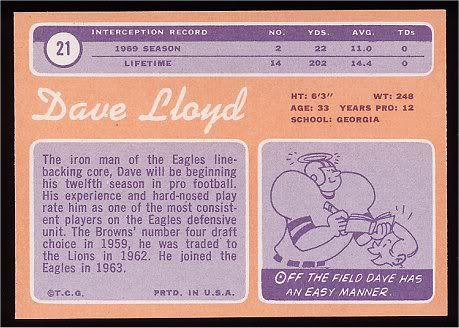 21
INTERCEPTION RECORD NO. YDS. AVG. TDs
1969 SEASON 2 22 11.0 0
LIFETIME 14 202 14.4 0
Dave Lloyd
HT: 6'3" WT: 248
AGE: 33 YEARS PRO: 12
SCHOOL: GEORGIA
The iron man of the Eagles line-
backing core, Dave will be beginning
his twelfth season in pro football.
His experience and hard-nosed play
rate him as one of the most consist-
ent players on the Eagles defensive
unit. The Browns' number four draft
choice in 1959, he was traded to
the Lions in 1962. He joined the
Eagles in 1963.
©T.C.G. PRTD. IN U.S.A.
OFF THE FIELD DAVE HAS
AN EASY MANNER.